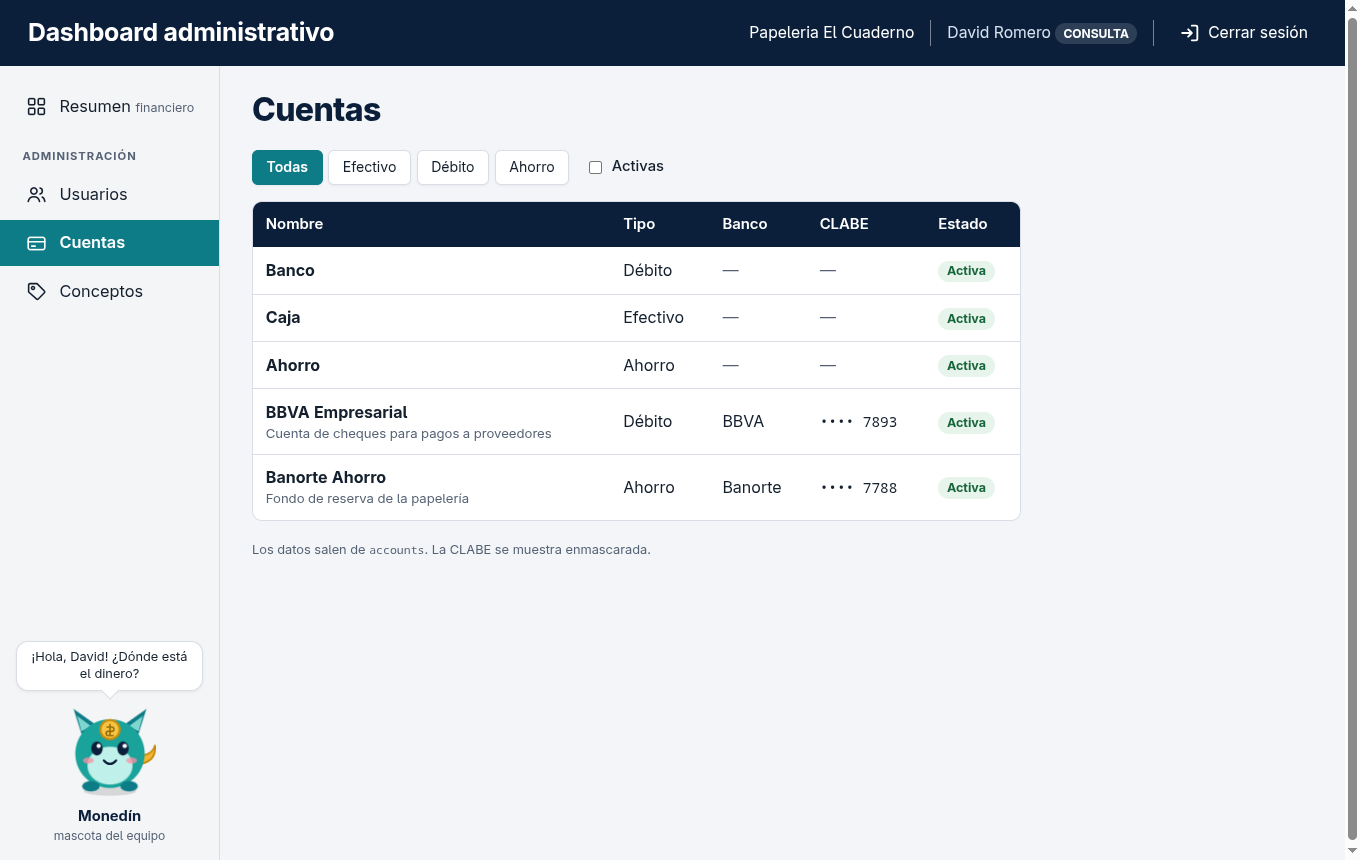 Dashboard administrativo
Papeleria El Cuaderno
David Romero CONSULTA
Cerrar sesión
Resumen financiero
ADMINISTRACIÓN
Usuarios
Cuentas
Conceptos
¡Hola, David! ¿Dónde está
el dinero?
Monedín
mascota del equipo
Cuentas
Todas Efectivo Débito Ahorro Activas
Nombre Tipo Banco CLABE Estado
Banco Débito — — Activa
Caja Efectivo — — Activa
Ahorro Ahorro — — Activa
BBVA Empresarial
Cuenta de cheques para pagos a proveedores
Débito BBVA •••• 7893 Activa
Banorte Ahorro
Fondo de reserva de la papelería
Ahorro Banorte •••• 7788 Activa
Los datos salen de accounts. La CLABE se muestra enmascarada.